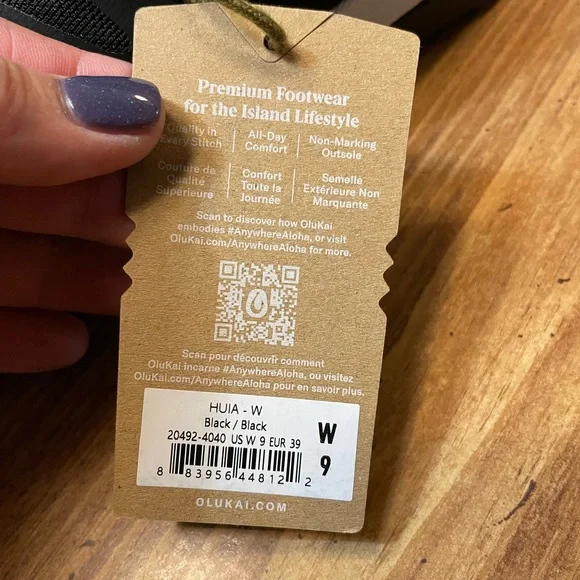 Premium Footwear
for the Island Lifestyle
Quality in Every Stitch
All-Day Comfort
Non-Marking Outsole
Couture de Qualité Supérieure
Confort Toute la Journée
Semelle Extérieure Non Marquante
Scan to discover how OluKai
embodies #AnywhereAloha, or visit
OluKai.com/AnywhereAloha for more.
Scan pour découvrir comment
OluKai incarne #AnywhereAloha, ou visitez
OluKai.com/AnywhereAloha pour en savoir plus.
HUIA - W
Black / Black
20492-4040 US W 9 EUR 39
8 83956 44812 2
W
9
OLUKAI.COM